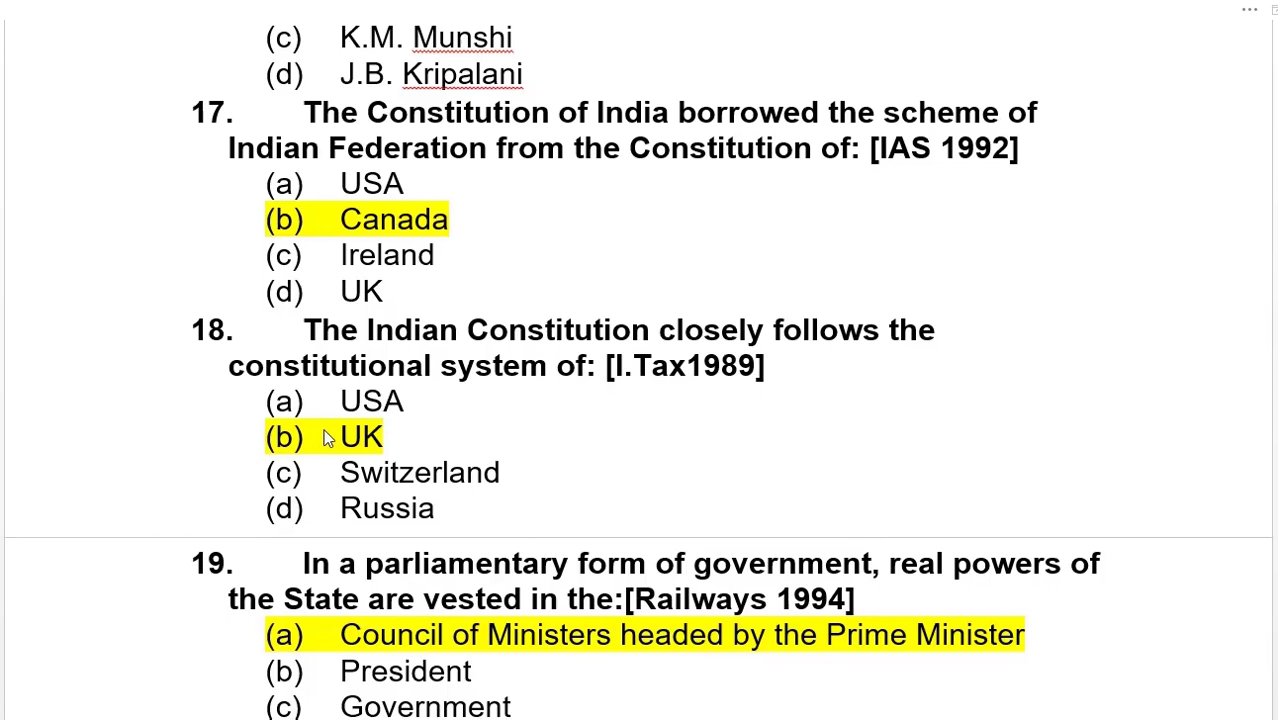 (c) K.M. Munshi
(d) J.B. Kripalani
17. The Constitution of India borrowed the scheme of
Indian Federation from the Constitution of: [IAS 1992]
(a) USA
(b) Canada
(c) Ireland
(d) UK
18. The Indian Constitution closely follows the
constitutional system of: [I.Tax1989]
(a) USA
(b) UK
(c) Switzerland
(d) Russia
19. In a parliamentary form of government, real powers of
the State are vested in the:[Railways 1994]
(a) Council of Ministers headed by the Prime Minister
(b) President
(c) Government